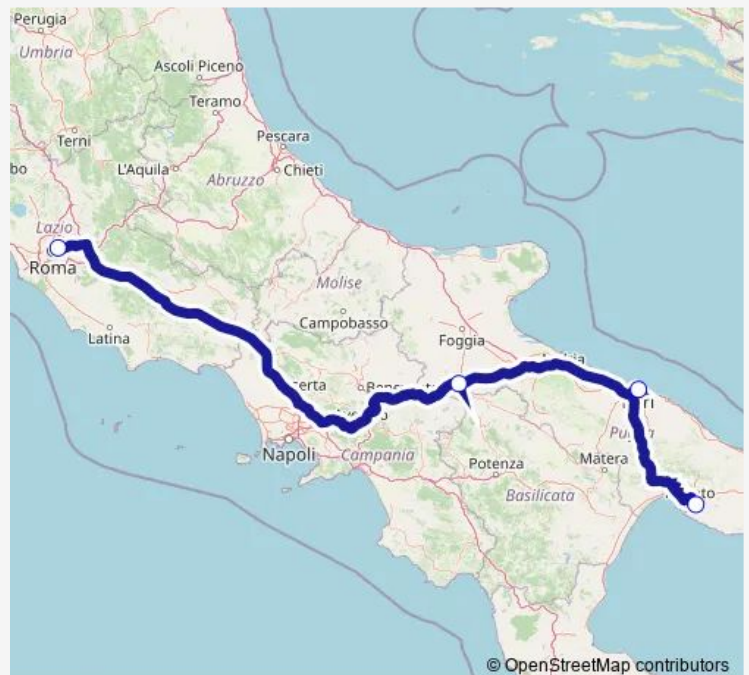 Perugia
Umbria
Ascoli Piceno
Teramo
Terni
Pescara
L'Aquila
Chieti
bo
Abruzzo
Lazio
Roma
Molise
Latina
Campobasso
Foggia
Napoli
Campania
Potenza
Matera
Basilicata
© OpenStreetMap contributors